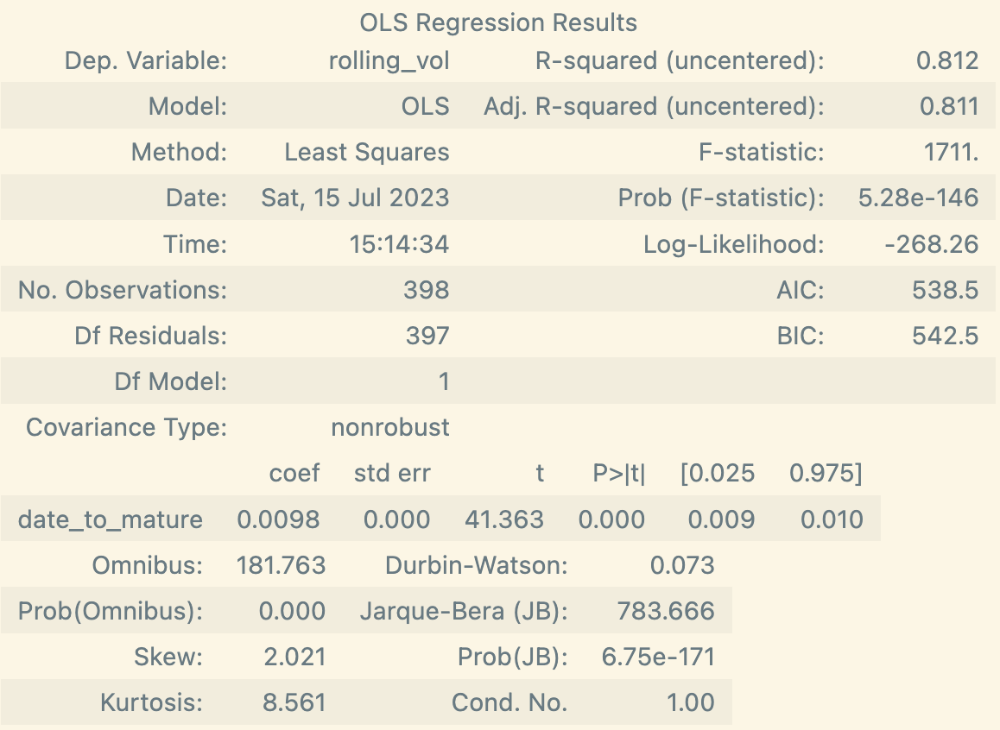 OLS Regression Results
Dep. Variable: rolling_vol R-squared (uncentered): 0.812
Model: OLS Adj. R-squared (uncentered): 0.811
Method: Least Squares F-statistic: 1711.
Date: Sat, 15 Jul 2023 Prob (F-statistic): 5.28e-146
Time: 15:14:34 Log-Likelihood: -268.26
No. Observations: 398 AIC: 538.5
Df Residuals: 397 BIC: 542.5
Df Model: 1
Covariance Type: nonrobust
coef std err t P>|t| [0.025 0.975]
date_to_mature 0.0098 0.000 41.363 0.000 0.009 0.010
Omnibus: 181.763 Durbin-Watson: 0.073
Prob(Omnibus): 0.000 Jarque-Bera (JB): 783.666
Skew: 2.021 Prob(JB): 6.75e-171
Kurtosis: 8.561 Cond. No. 1.00